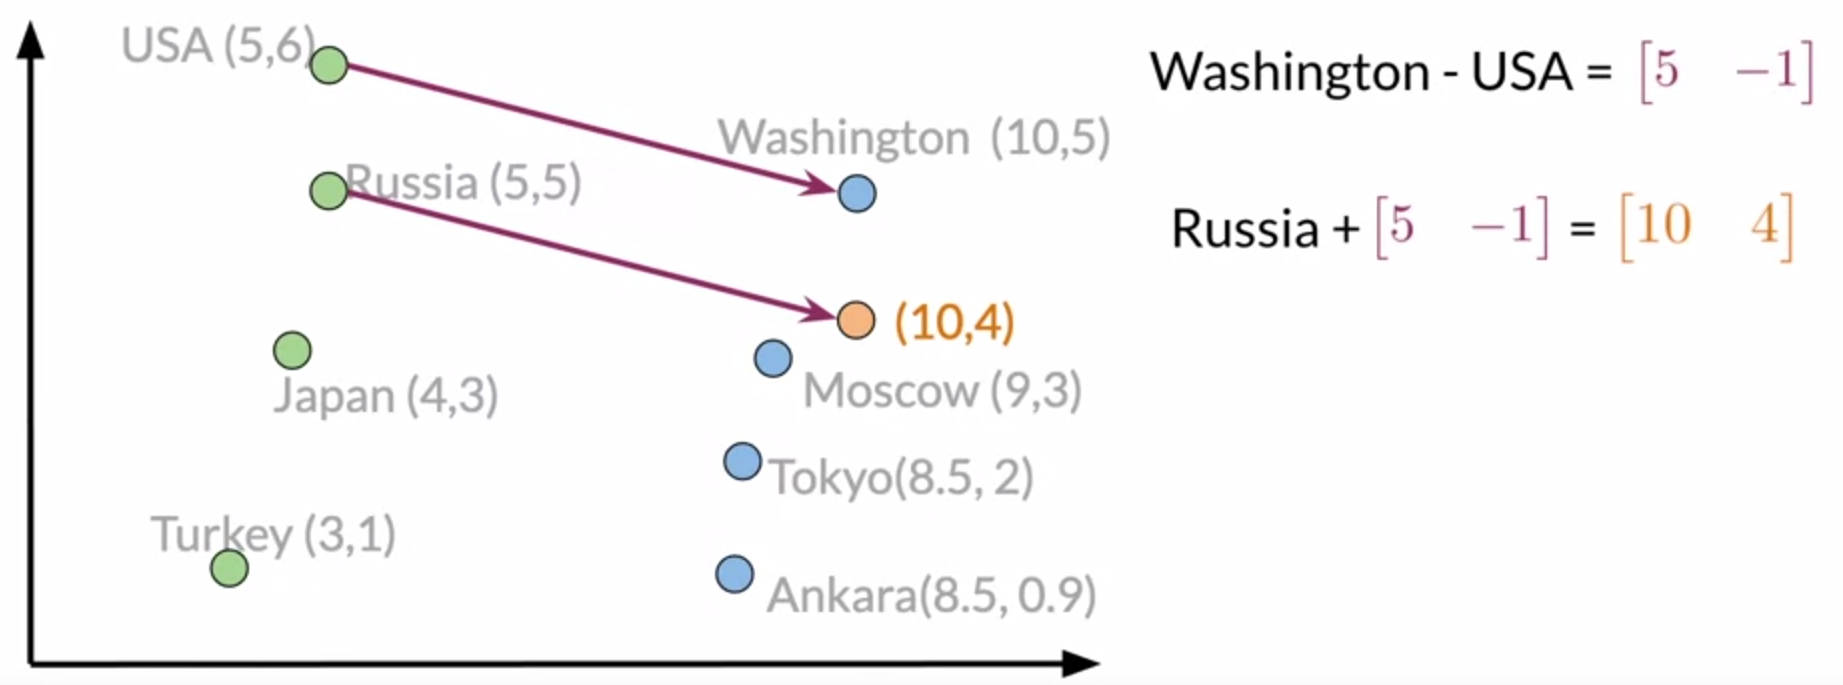 USA (5,6)
Washington - USA = [5 −1]
Washington (10,5)
Russia (5,5)
Russia + [5 −1] = [10 4]
(10,4)
Japan (4,3)
Moscow (9,3)
Tokyo(8.5, 2)
Turkey (3,1)
Ankara(8.5, 0.9)